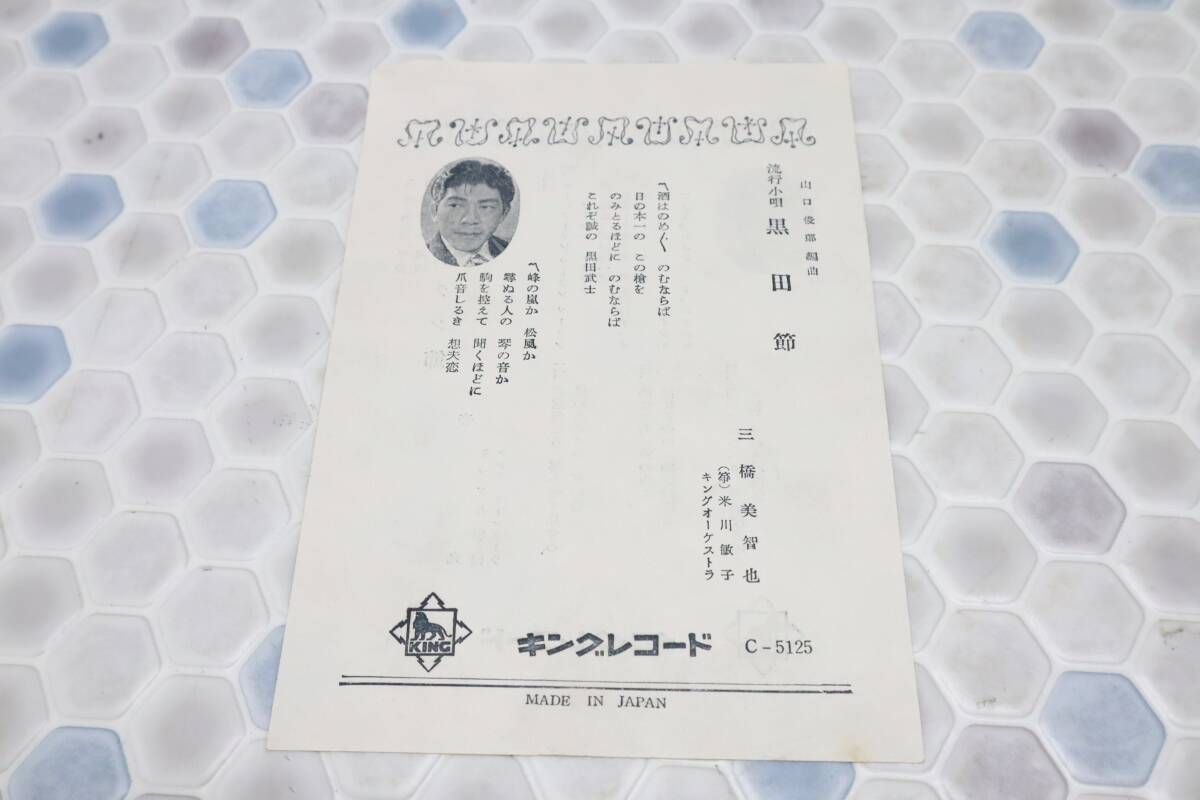 山口俊郎編曲
流行小唄 黒田節
三橋美智也
(箏) 米川敏子
キングオーケストラ
〽酒はのめ〳〵 のむならば
日の本一の この槍を
のみとるほどに のむならば
これぞ誠の 黒田武士
〽峰の嵐か 松風か
尋ぬる人の 琴の音か
駒を控えて 聞くほどに
爪音しるき 想夫恋
KING
キングレコード C-5125
MADE IN JAPAN